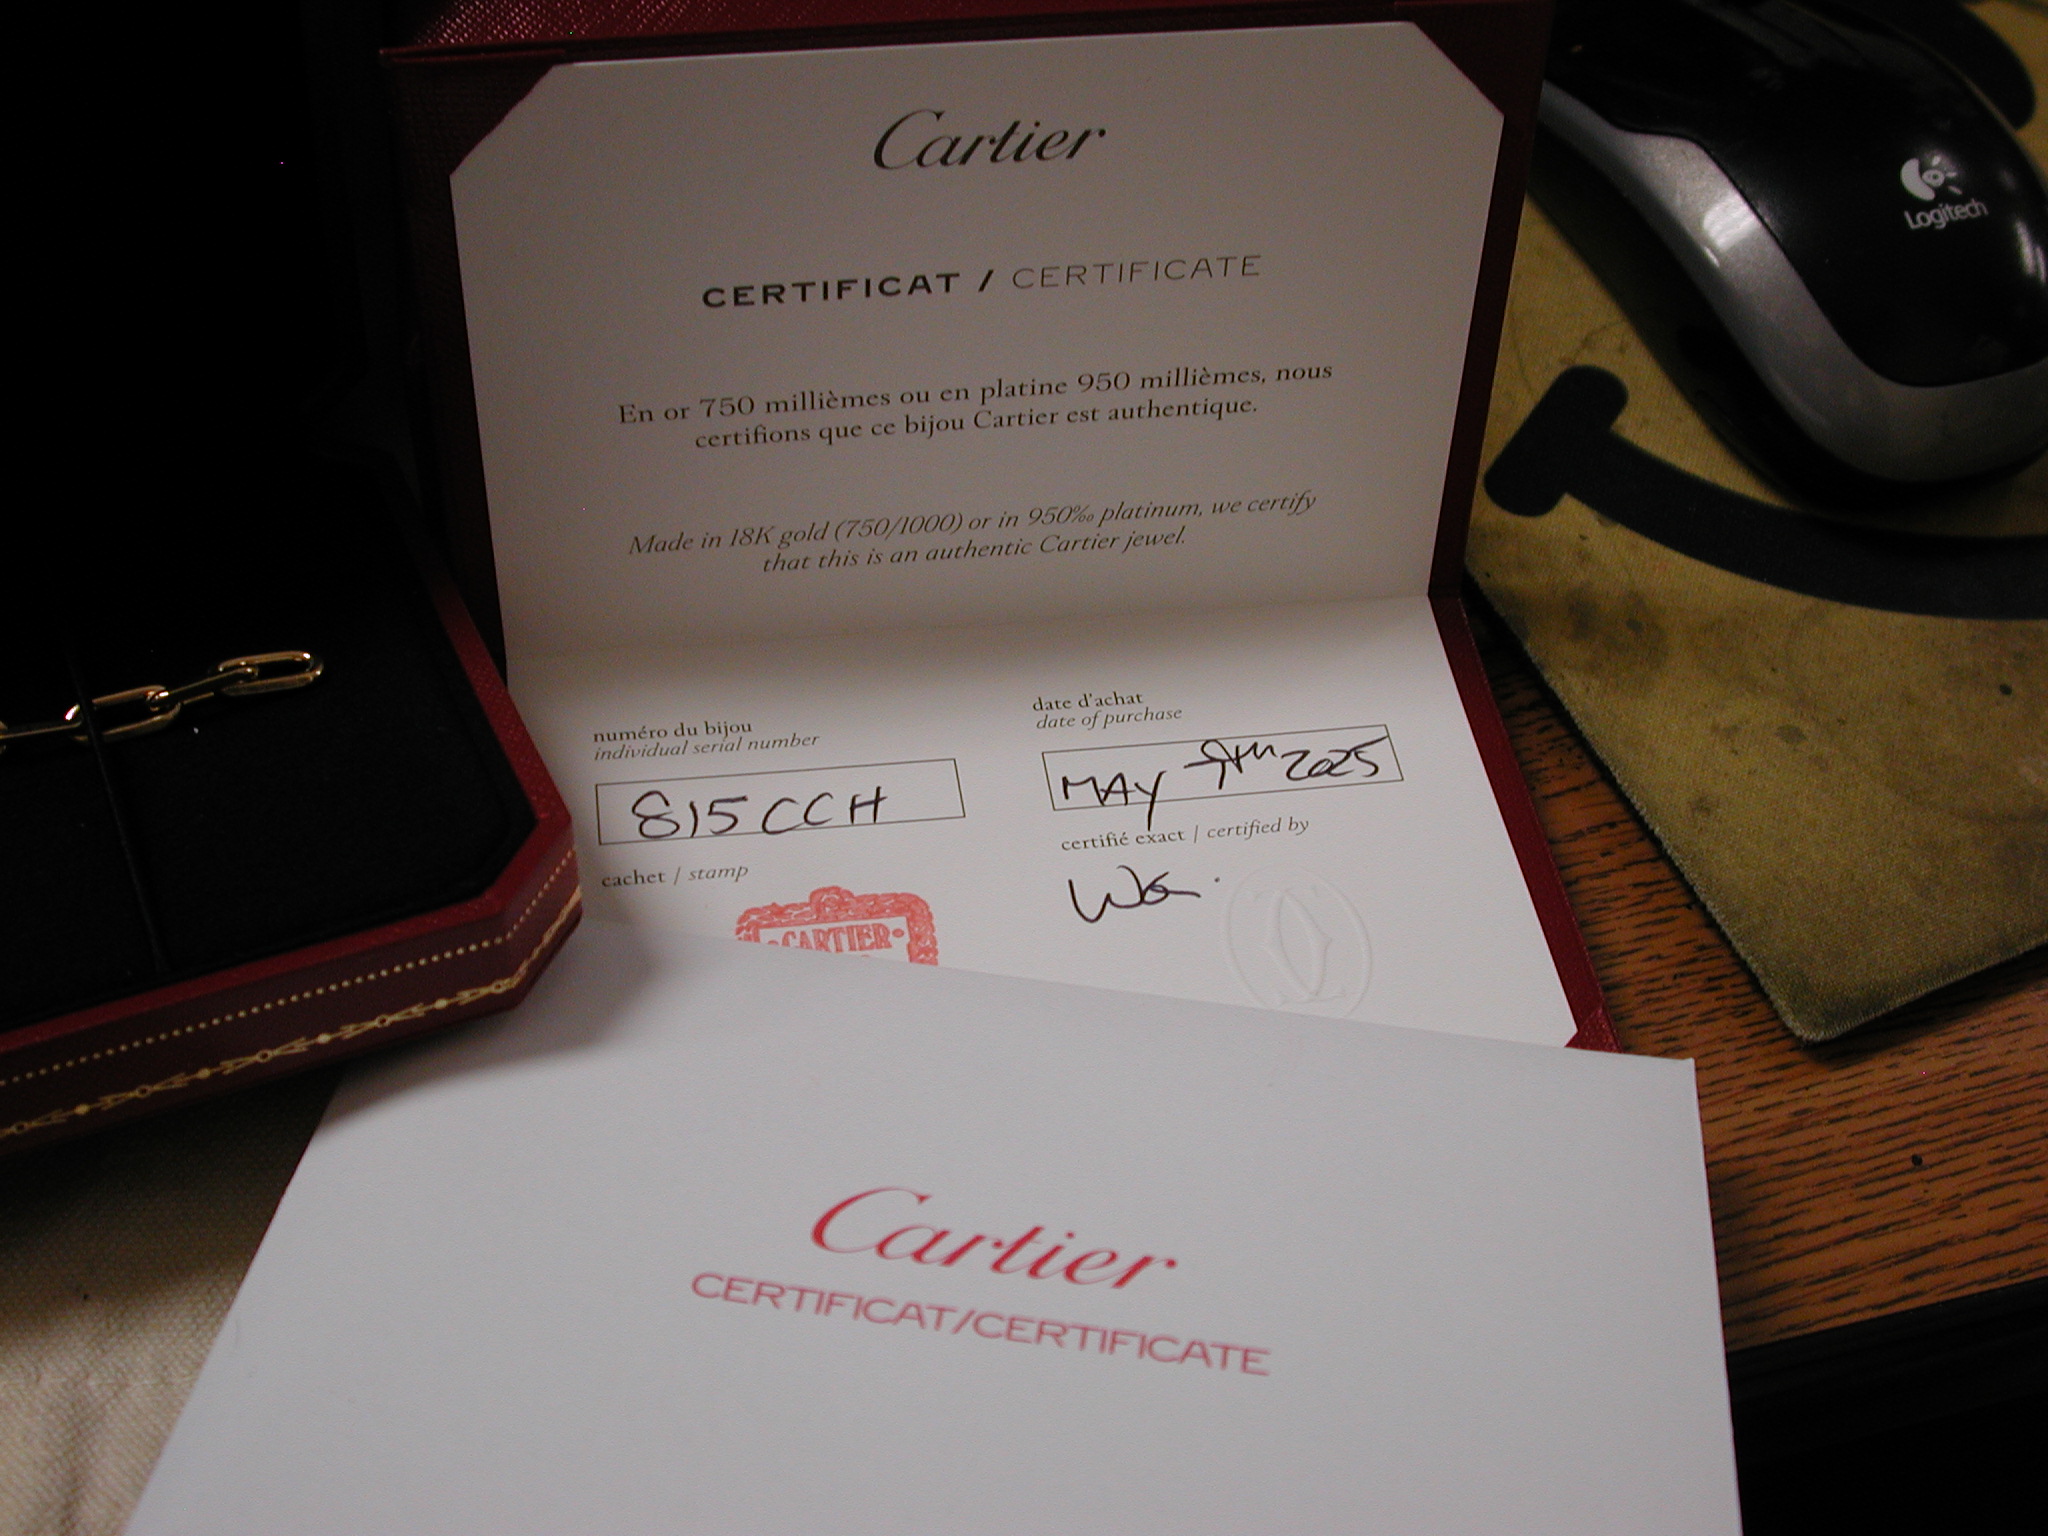 Cartier
CERTIFICAT / CERTIFICATE
En or 750 millièmes ou en platine 950 millièmes, nous
certifions que ce bijou Cartier est authentique.
Made in 18K gold (750/1000) or in 950‰ platinum, we certify
that this is an authentic Cartier jewel.
numéro du bijou
individual serial number
815CCH
date d'achat
date of purchase
MAY 2025
cachet / stamp
CARTIER
certifié exact / certified by
Cartier
CERTIFICAT/CERTIFICATE
Logitech